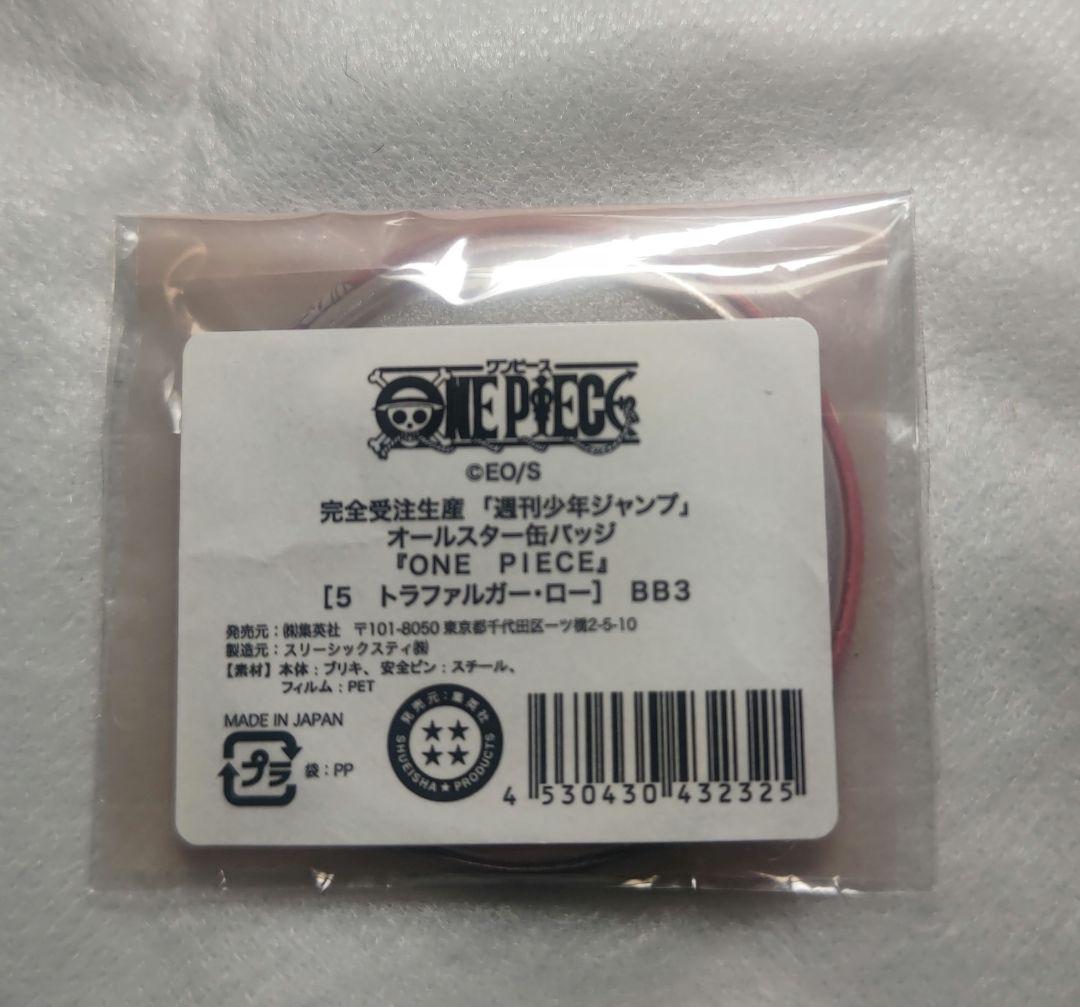 ワンピース
ONE PIECE
©EO/S
完全受注生産 「週刊少年ジャンプ」
オールスター缶バッジ
『ONE PIECE』
[5 トラファルガー・ロー] BB3
発売元：㈱集英社 〒101-8050 東京都千代田区一ツ橋2-5-10
製造元：スリーシックスティ㈱
【素材】本体：ブリキ、安全ピン：スチール、
フィルム：PET
MADE IN JAPAN
プラ
袋：PP
発売元：集英社
SHUEISHA★PRODUCTS
4 530430 432325